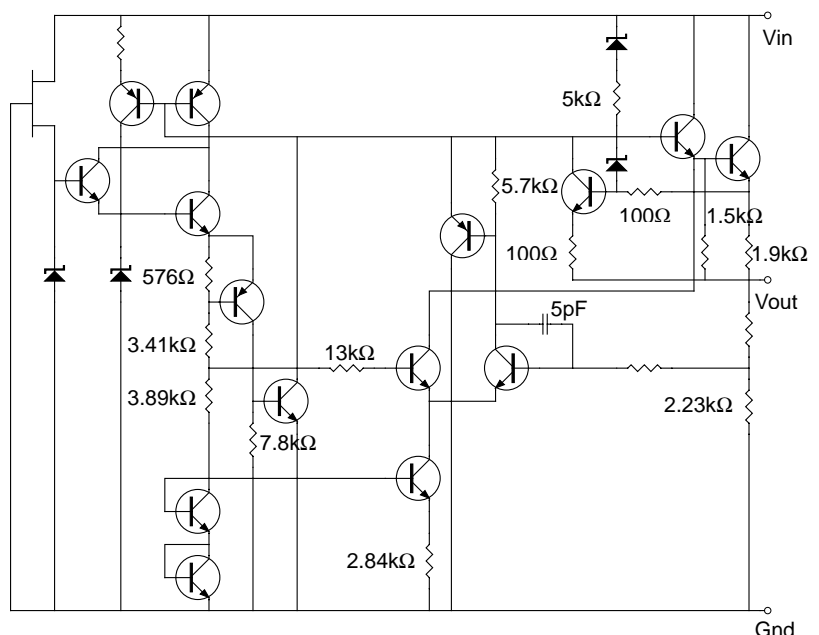 Vin
5kΩ
5.7kΩ
100Ω
1.5kΩ
100Ω
1.9kΩ
576Ω
Vout
5pF
3.41kΩ
13kΩ
3.89kΩ
2.23kΩ
7.8kΩ
2.84kΩ
Gnd